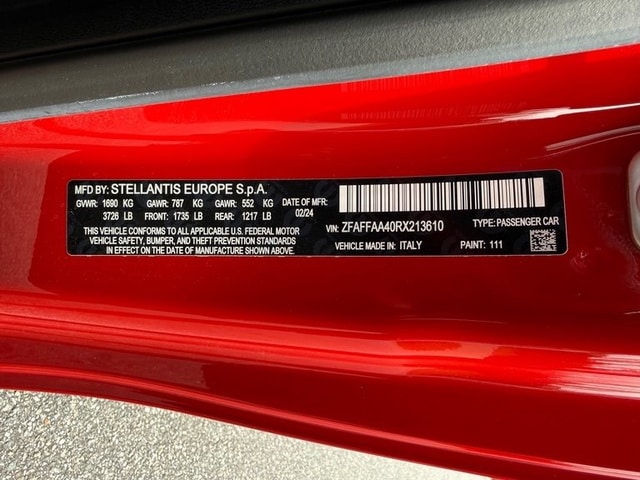 MFD BY: STELLANTIS EUROPE S.p.A.
GVWR: 1690 KG GAWR: 787 KG GAWR: 552 KG DATE OF MFR:
3726 LB FRONT: 1735 LB REAR: 1217 LB 02/24
THIS VEHICLE CONFORMS TO ALL APPLICABLE U.S. FEDERAL MOTOR
VEHICLE SAFETY, BUMPER, AND THEFT PREVENTION STANDARDS IN
EFFECT ON THE DATE OF MANUFACTURE SHOWN ABOVE.
VIN: ZFAFFAA40RX213610 TYPE: PASSENGER CAR
VEHICLE MADE IN: ITALY PAINT: 111